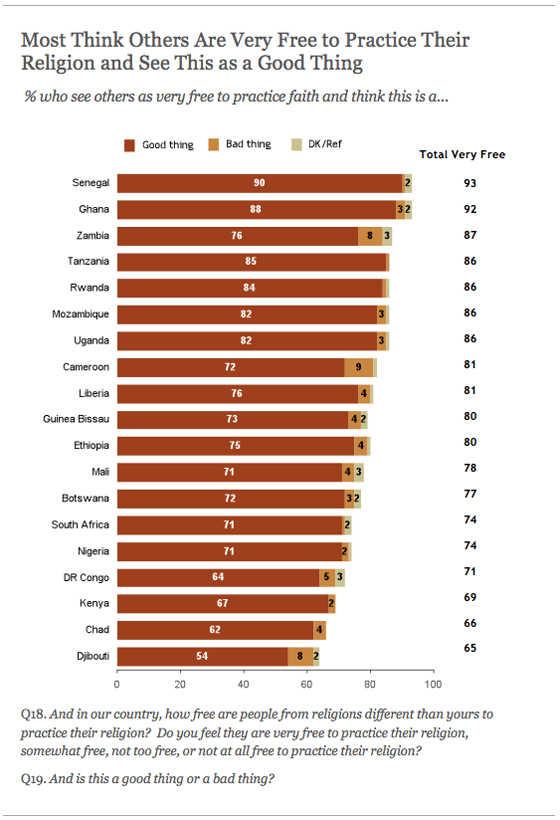 Most Think Others Are Very Free to Practice Their
Religion and See This as a Good Thing
% who see others as very free to practice faith and think this is a...
Good thing Bad thing DK/Ref
Total Very Free
Senegal 90 2 93
Ghana 88 3 2 92
Zambia 76 8 3 87
Tanzania 85 86
Rwanda 84 86
Mozambique 82 3 86
Uganda 82 3 86
Cameroon 72 9 81
Liberia 76 4 81
Guinea Bissau 73 4 2 80
Ethiopia 75 4 80
Mali 71 4 3 78
Botswana 72 3 2 77
South Africa 71 2 74
Nigeria 71 2 74
DR Congo 64 5 3 71
Kenya 67 2 69
Chad 62 4 66
Djibouti 54 8 2 65
0 20 40 60 80 100
Q18. And in our country, how free are people from religions different than yours to
practice their religion? Do you feel they are very free to practice their religion,
somewhat free, not too free, or not at all free to practice their religion?
Q19. And is this a good thing or a bad thing?